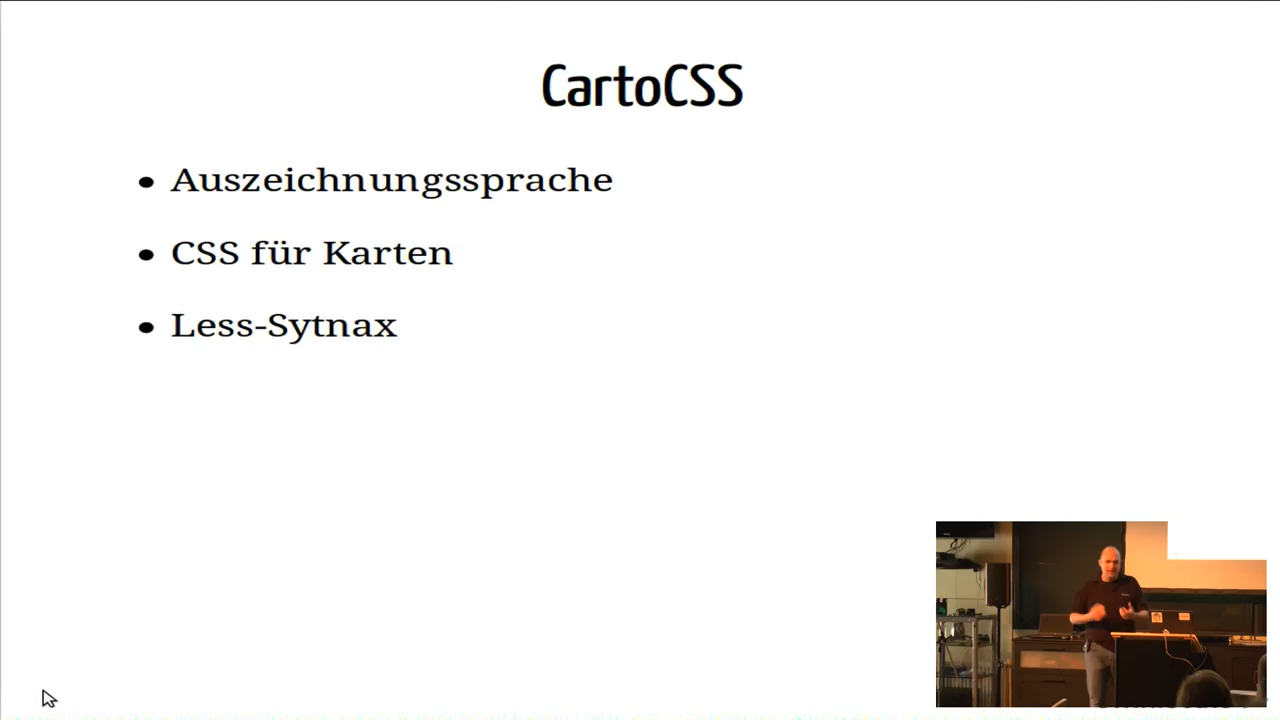 CartoCSS
• Auszeichnungssprache
• CSS für Karten
• Less-Sytnax